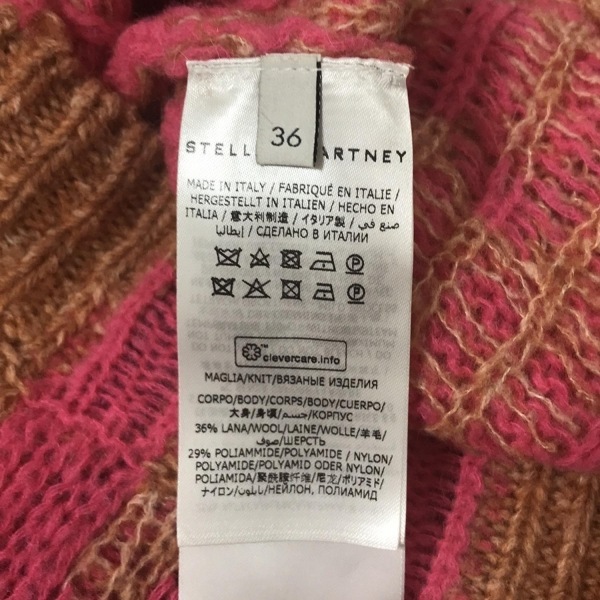 36
STELL ARTNEY
MADE IN ITALY / FABRIQUÉ EN ITALIE /
HERGESTELLT IN ITALIEN / HECHO EN
ITALIA / 意大利制造 / イタリア製 / صنع في
إيطاليا / СДЕЛАНО В ИТАЛИИ
P
P
™
clevercare.info
MAGLIA/KNIT/ВЯЗАНЫЕ ИЗДЕЛИЯ
CORPO/BODY/CORPS/BODY/CUERPO/
大身/身頃/جسم/КОРПУС
36% LANA/WOOL/LAINE/WOLLE/羊毛/
صوف/ШЕРСТЬ
29% POLIAMMIDE/POLYAMIDE / NYLON/
POLYAMIDE/POLYAMID ODER NYLON/
POLIAMIDA/聚酰胺纤维/尼龙/ポリアミド/
ナイロン/نايلون/НЕЙЛОН, ПОЛИАМИД